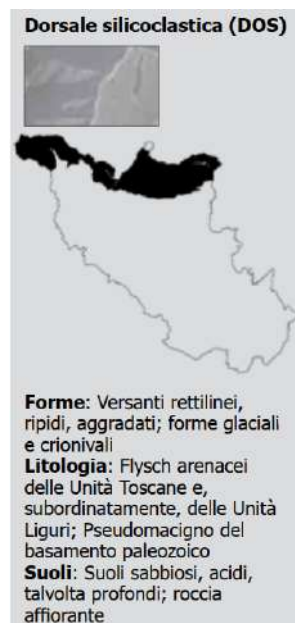 Dorsale silicoclastica (DOS)
Forme: Versanti rettilinei,
ripidi, aggradati; forme glaciali
e crionivali
Litologia: Flysch arenacei
delle Unità Toscane e,
subordinatamente, delle Unità
Liguri; Pseudomacigno del
basamento paleozoico
Suoli: Suoli sabbiosi, acidi,
talvolta profondi; roccia
affiorante